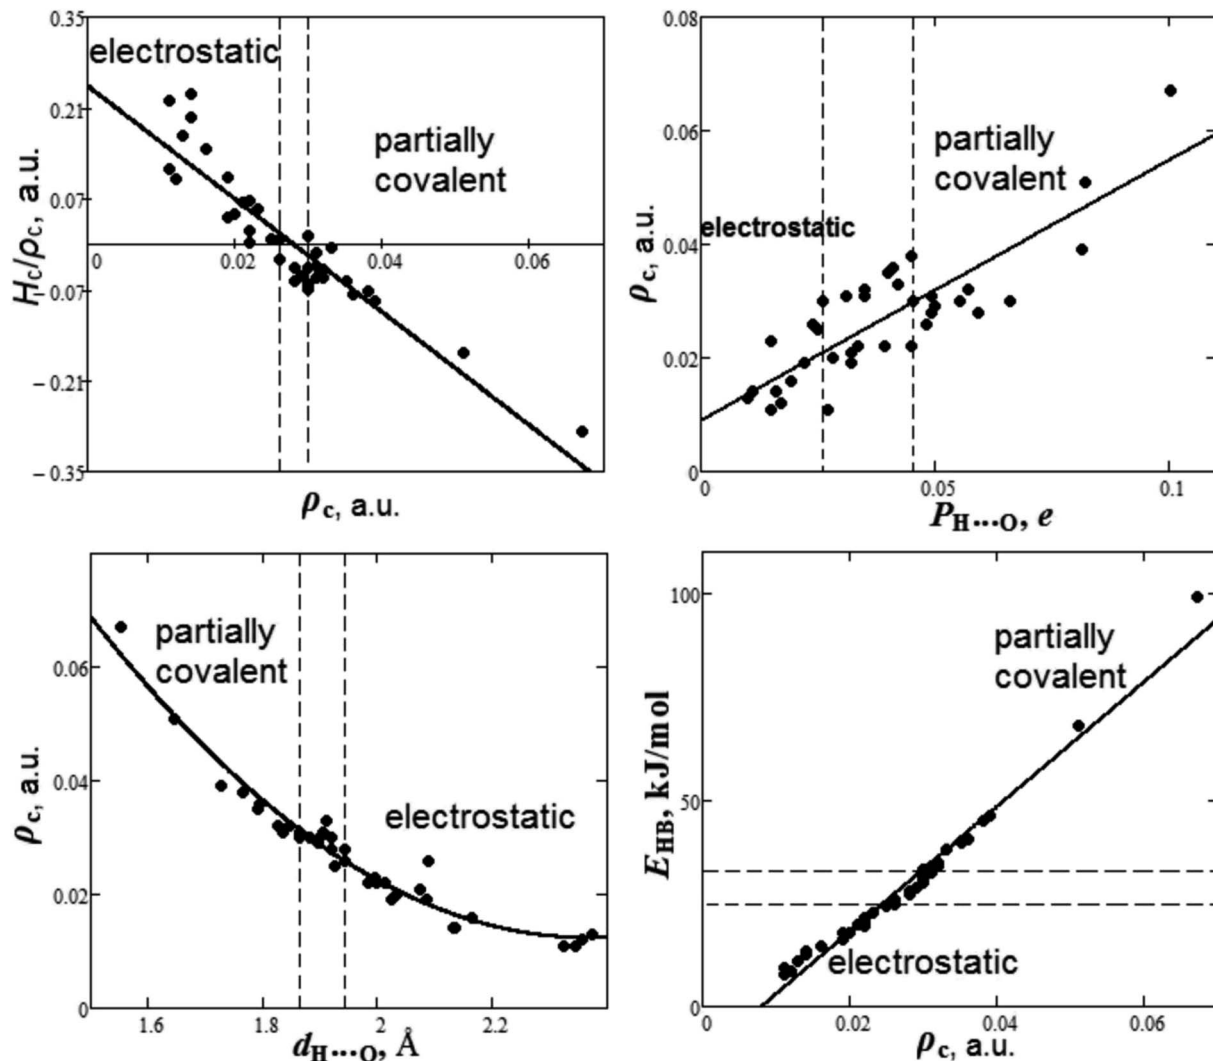 0.35
electrostatic
0.21
partially
covalent
0.07
0
0.02
0.04
0.06
−0.07
−0.21
−0.35
H_C/ρ_C, a.u.
ρ_c, a.u.
0.08
0.06
partially
covalent
electrostatic
0.04
0.02
0
0
0.05
0.1
ρ_c, a.u.
P_H···O, e
partially
covalent
0.06
0.04
electrostatic
0.02
0
1.6
1.8
2
2.2
ρ_c, a.u.
d_H···O, Å
100
partially
covalent
50
electrostatic
0
0
0.02
0.04
0.06
E_HB, kJ/mol
ρ_c, a.u.